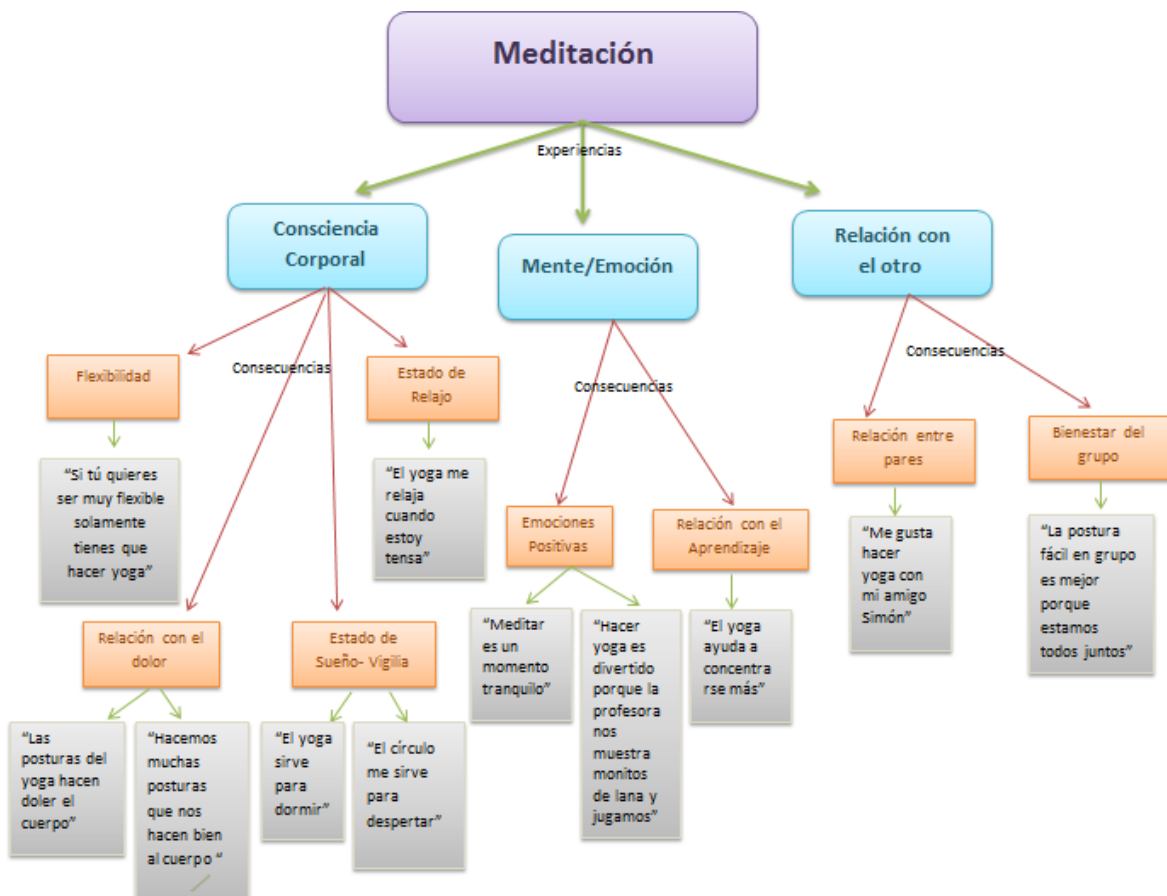 Meditación
Experiencias
Consciencia
Corporal
Mente/Emoción
Relación con
el otro
Flexibilidad
Consecuencias
Estado de
Relajo
Consecuencias
Consecuencias
Relación entre
pares
Bienestar del
grupo
“Si tú quieres
ser muy flexible
solamente
tienes que
hacer yoga”
“El yoga me
relaja
cuando
estoy
tensa”
Emociones
Positivas
Relación con el
Aprendizaje
“Me gusta
hacer
yoga con
mi amigo
Simón”
“La postura
fácil en grupo
es mejor
porque
estamos
todos juntos”
Relación con el
dolor
Estado de
Sueño- Vigilia
“Meditar
es un
momento
tranquilo”
“Hacer
yoga es
divertido
porque la
profesora
nos
muestra
monitos
de lana y
jugamos”
“El yoga
ayuda a
concentra
rse más”
“Las
posturas del
yoga hacen
doler el
cuerpo”
“Hacemos
muchas
posturas
que nos
hacen bien
al cuerpo “
“El yoga
sirve
para
dormir”
“El círculo
me sirve
para
despertar”